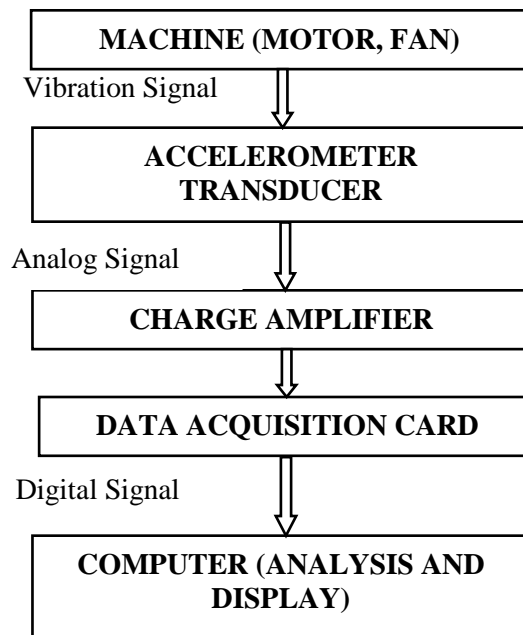 MACHINE (MOTOR, FAN)
Vibration Signal
ACCELEROMETER
TRANSDUCER
Analog Signal
CHARGE AMPLIFIER
DATA ACQUISITION CARD
Digital Signal
COMPUTER (ANALYSIS AND
DISPLAY)